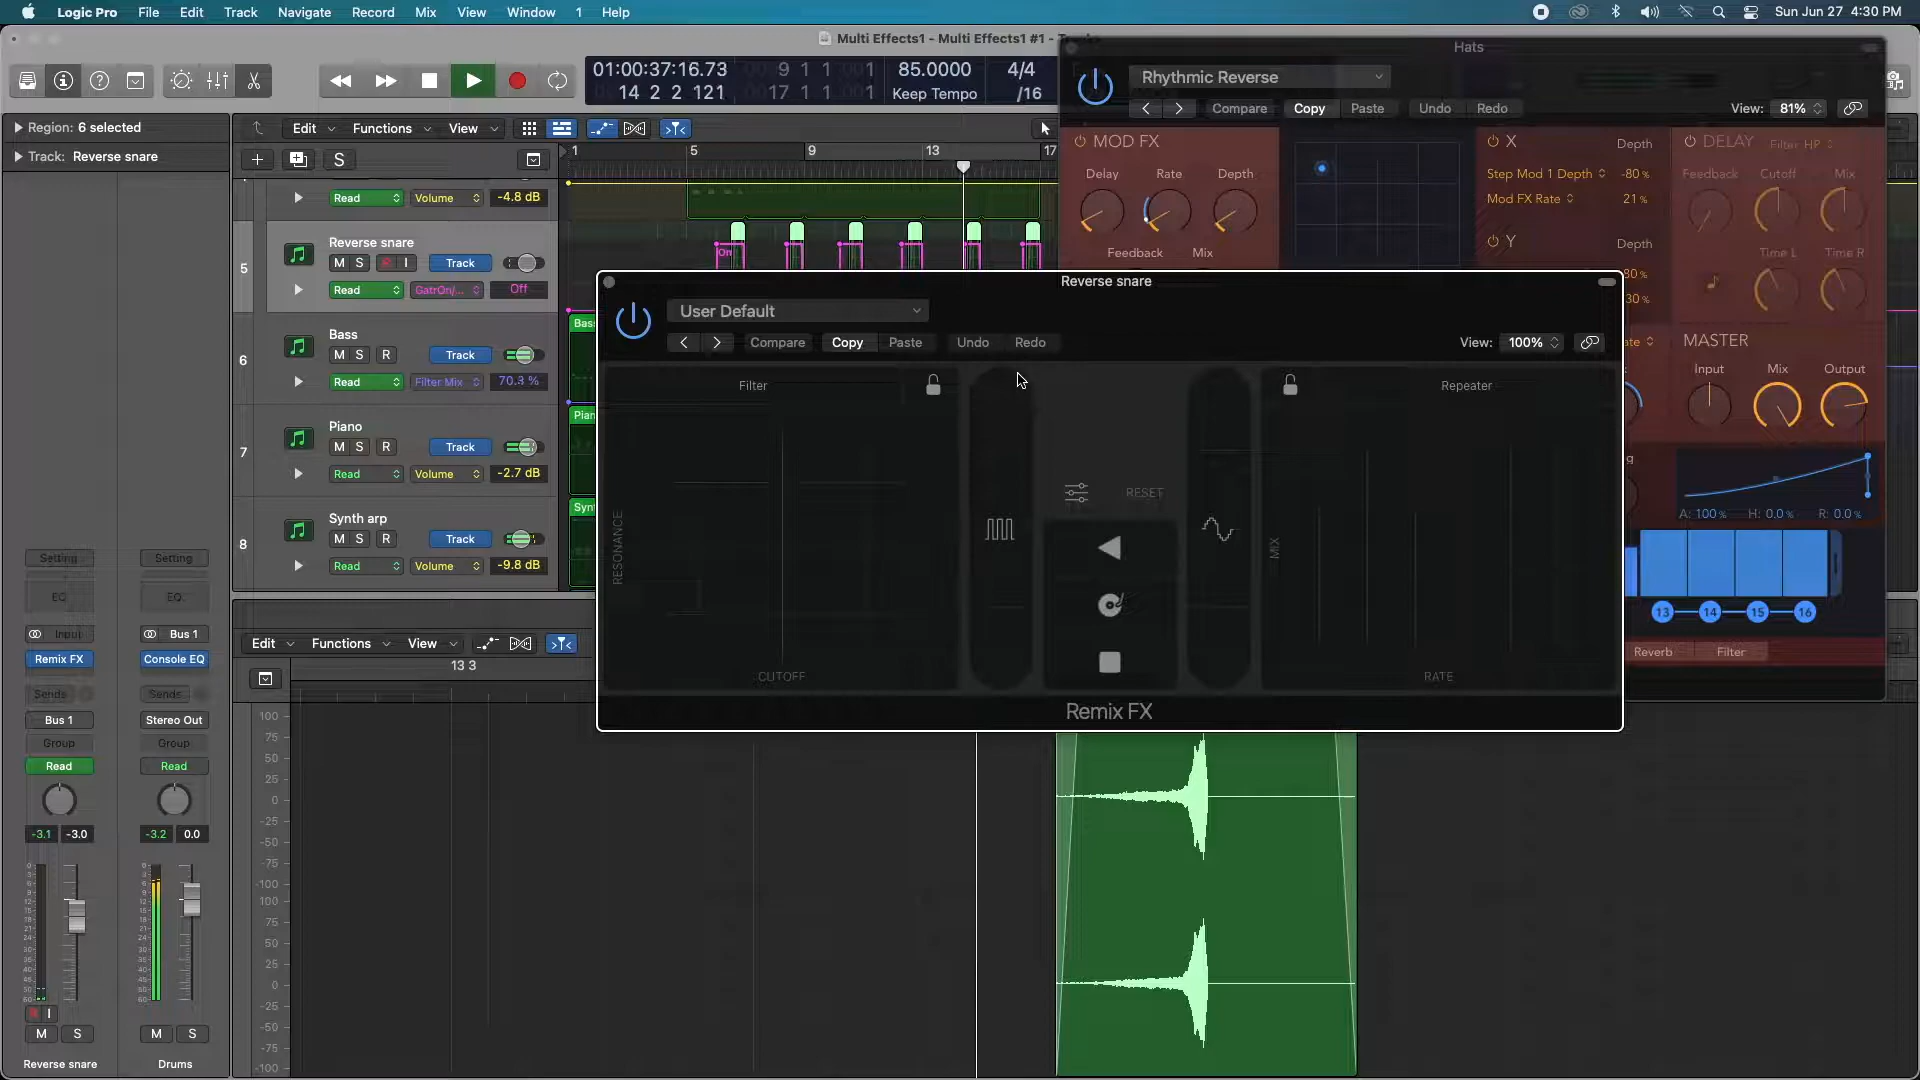 Logic Pro File Edit Track Navigate Record Mix View Window 1 Help Sun Jun 27 4:30 PM
Multi Effects1 - Multi Effects1 #1 -
01:00:37:16.73 9 1 1 001 85.0000 4/4
14 2 2 121 17 1 1 001 Keep Tempo /16
Region: 6 selected
Track: Reverse snare
Edit Functions View
S
1 5 9 13 17
Read Volume -4.8 dB
5
Reverse snare
M S R I Track
Read GatrOn/... Off
On
6
Bass
M S R Track
Read Filter Mix 70.3 %
Bass
7
Piano
M S R Track
Read Volume -2.7 dB
8
Synth arp
M S R Track
Read Volume -9.8 dB
Hats
Rhythmic Reverse
Compare Copy Paste Undo Redo View: 81%
MOD FX
Delay Rate Depth
Feedback Mix
X Depth
Step Mod 1 Depth -80 %
Mod FX Rate 21 %
Y Depth
80 %
30 %
DELAY Filter HP
Feedback Cutoff Mix
Time L Time R
MASTER
Input Mix Output
A: 100 % H: 0.0 % R: 0.0 %
13 14 15 16
Reverb Filter
Reverse snare
User Default
Compare Copy Paste Undo Redo View: 100%
Filter Repeater
RESET
RESONANCE
MIX
CUTOFF RATE
Remix FX
Setting Setting
EQ EQ
Input Bus 1
Remix FX Console EQ
Sends Sends
Bus 1 Stereo Out
Group Group
Read Read
-3.1 -3.0 -3.2 0.0
R I
M S M S
Reverse snare Drums
Edit Functions View
13 3
100
75
50
25
0
-25
-50
-75
-100
100
75
50
25
0
-25
-50
-75
-100